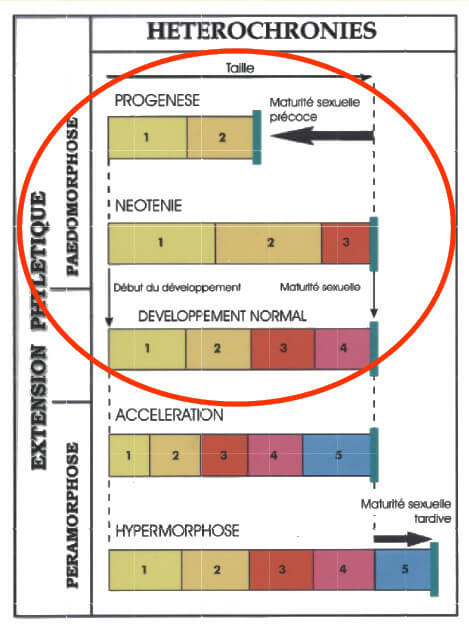 HETEROCHRONIES
EXTENSION PHILETIQUE
PAEDOMORPHOSE
PERAMORPHOSE
Taille
PROGENESE
Maturité sexuelle
précoce
1 2
NEOTENIE
1 2 3
Début du développement Maturité sexuelle
DEVELOPPEMENT NORMAL
1 2 3 4
ACCELERATION
1 2 3 4 5
Maturité sexuelle
tardive
HYPERMORPHOSE
1 2 3 4 5